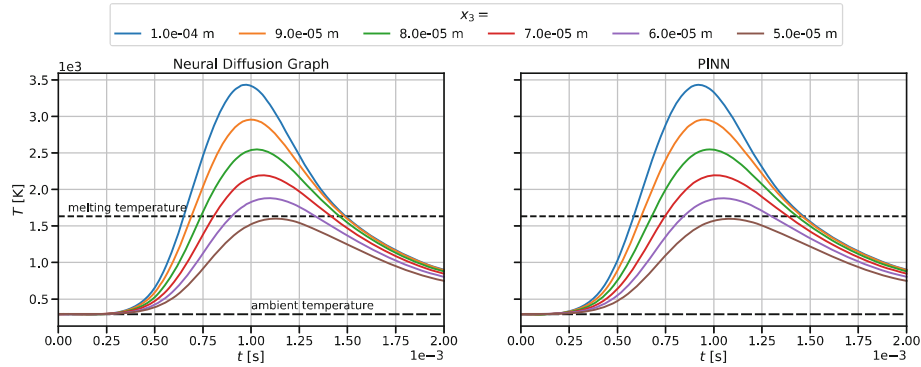 x₃ =
1.0e-04 m 9.0e-05 m 8.0e-05 m 7.0e-05 m 6.0e-05 m 5.0e-05 m
Neural Diffusion Graph
PINN
1e3
3.5
3.0
2.5
2.0
1.5
1.0
0.5
T [K]
melting temperature
ambient temperature
0.00 0.25 0.50 0.75 1.00 1.25 1.50 1.75 2.00
t [s]
1e−3
0.00 0.25 0.50 0.75 1.00 1.25 1.50 1.75 2.00
t [s]
1e−3